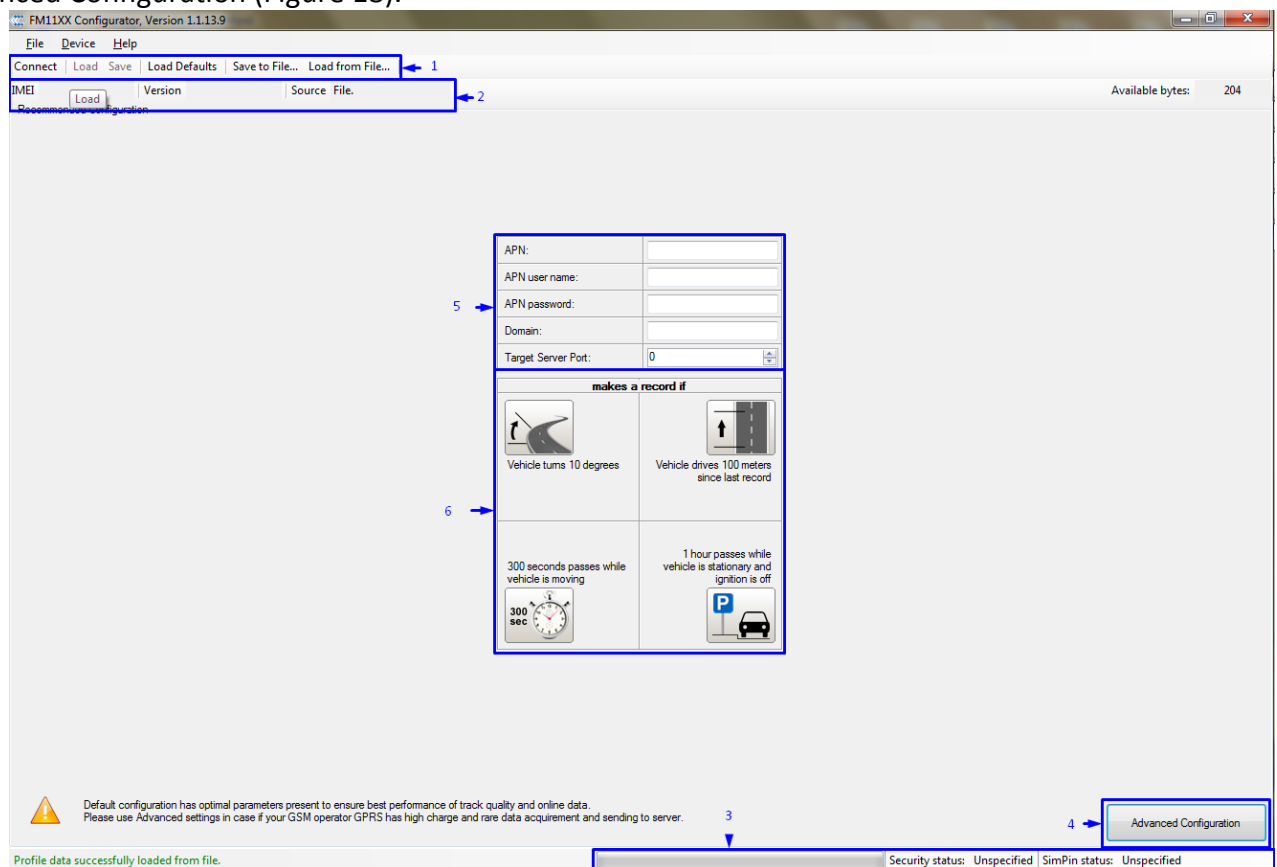 nced Configuration (Figure 18).
FM11XX Configurator, Version 1.1.13.9
File Device Help
Connect Load Save Load Defaults Save to File... Load from File... 1
IMEI Version Source File. 2 Available bytes: 204
Load
Recommended configuration
APN:
APN user name:
5 APN password:
Domain:
Target Server Port: 0
makes a record if
Vehicle turns 10 degrees
Vehicle drives 100 meters
since last record
6
300 seconds passes while
vehicle is moving
1 hour passes while
vehicle is stationary and
ignition is off
300
sec
P
Default configuration has optimal parameters present to ensure best performance of track quality and online data.
Please use Advanced settings in case if your GSM operator GPRS has high charge and rare data acquirement and sending to server.
3
4 Advanced Configuration
Profile data successfully loaded from file. Security status: Unspecified SimPin status: Unspecified